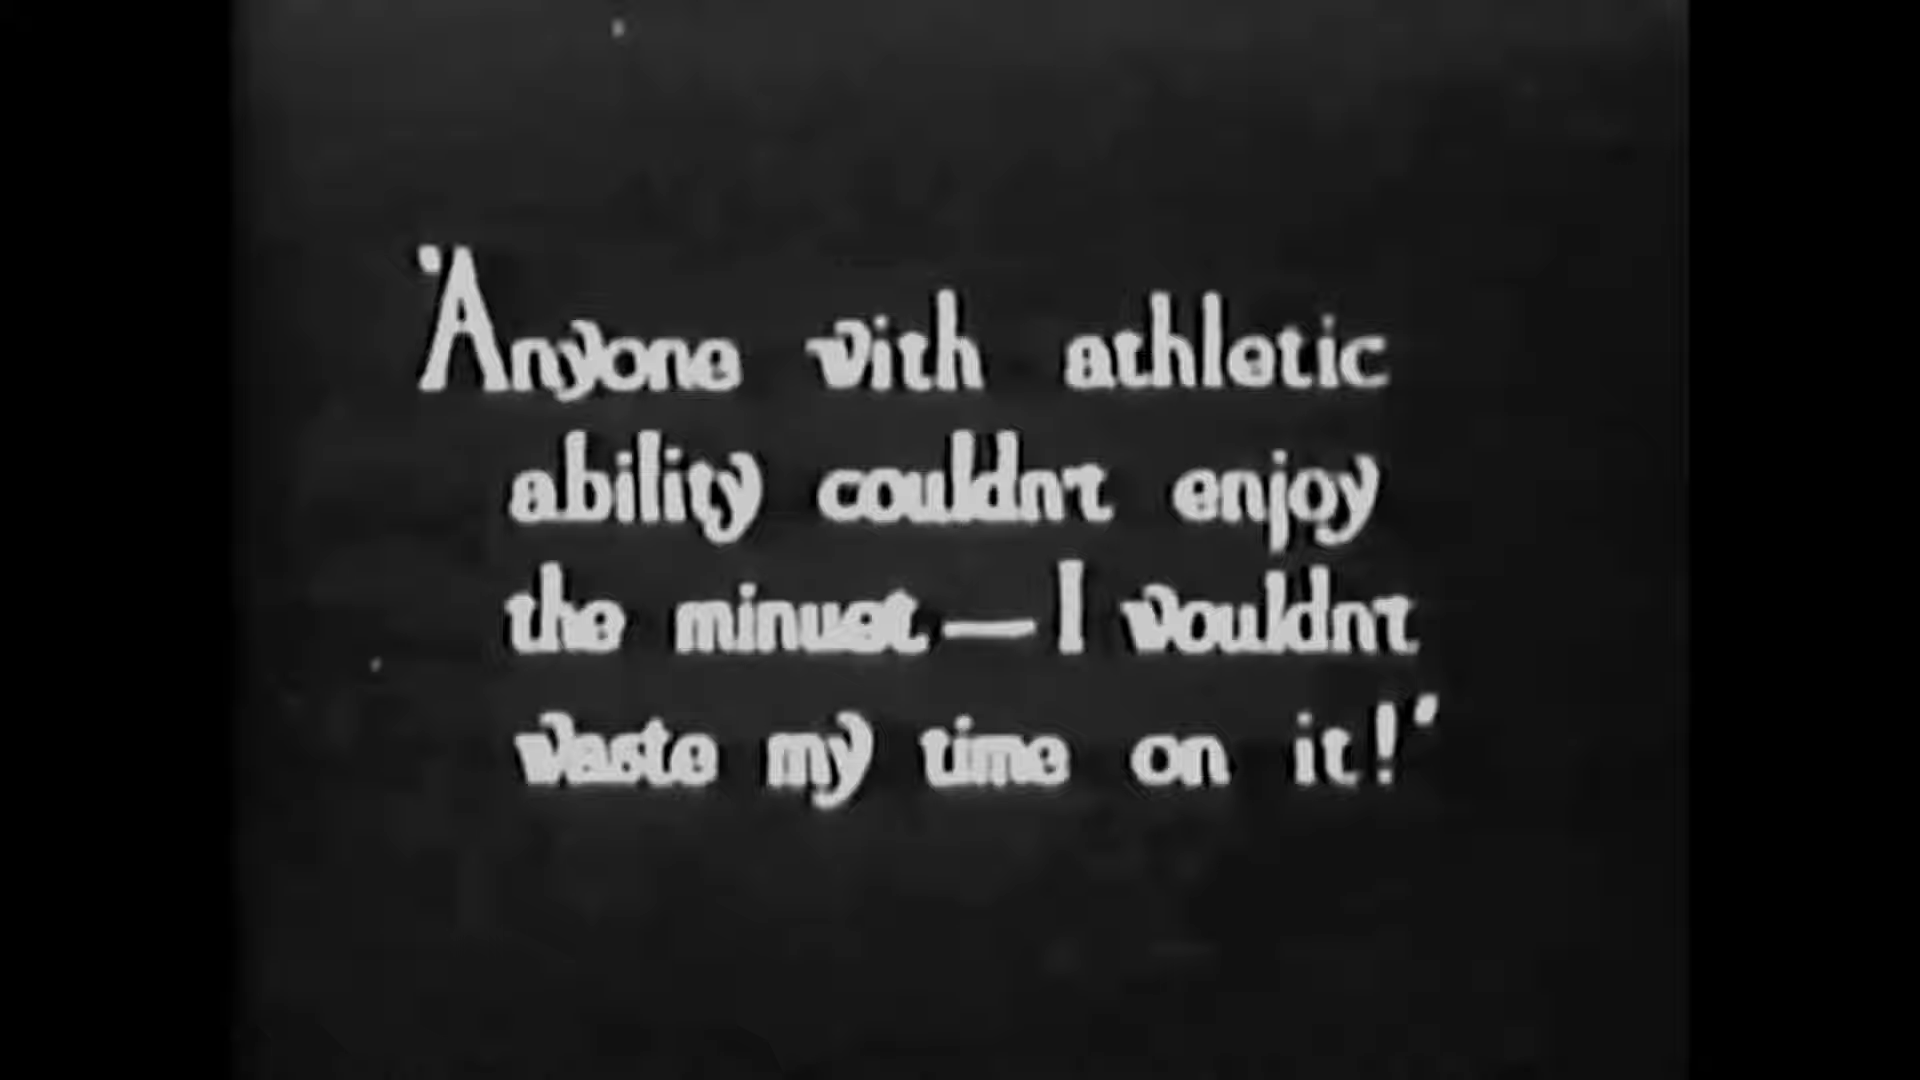 "Anyone with athletic
ability couldn't enjoy
the minuet — I wouldn't
waste my time on it!"